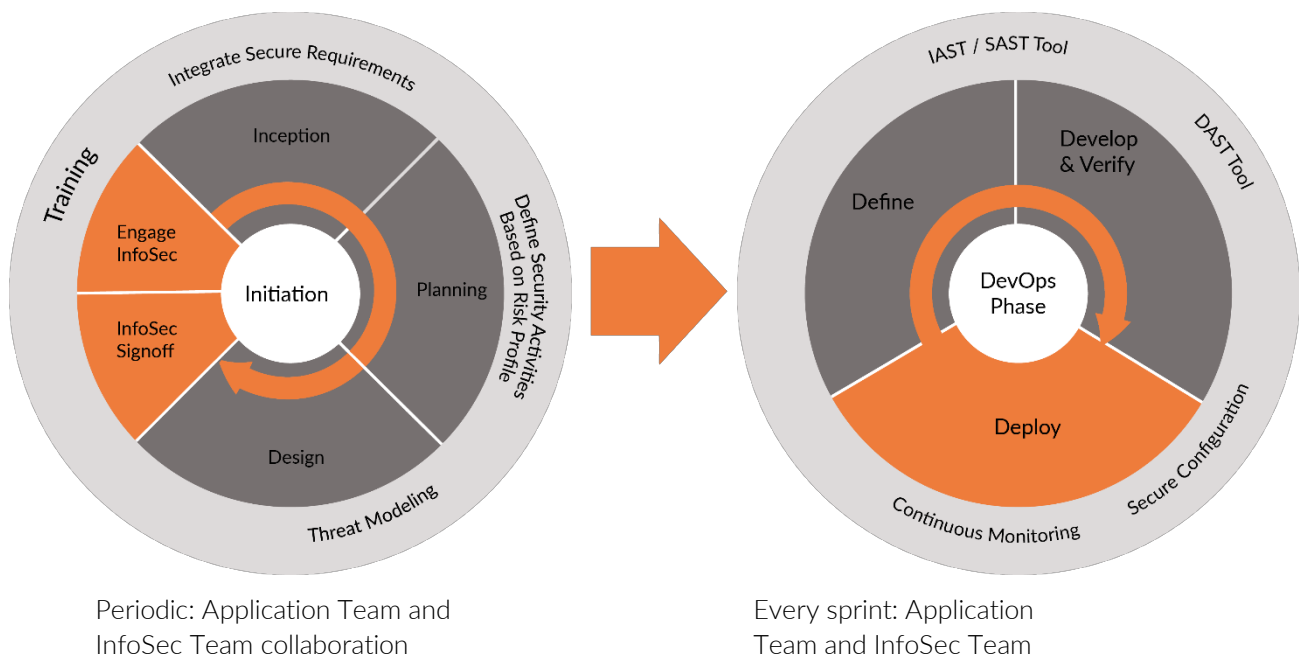 Integrate Secure Requirements
Training
Inception
Engage
InfoSec
Initiation
Planning
Define Security Activities
Based on Risk Profile
InfoSec
Signoff
Design
Threat Modeling
Periodic: Application Team and
InfoSec Team collaboration
IAST / SAST Tool
DAST Tool
Develop
& Verify
Define
DevOps
Phase
Deploy
Secure Configuration
Continuous Monitoring
Every sprint: Application
Team and InfoSec Team